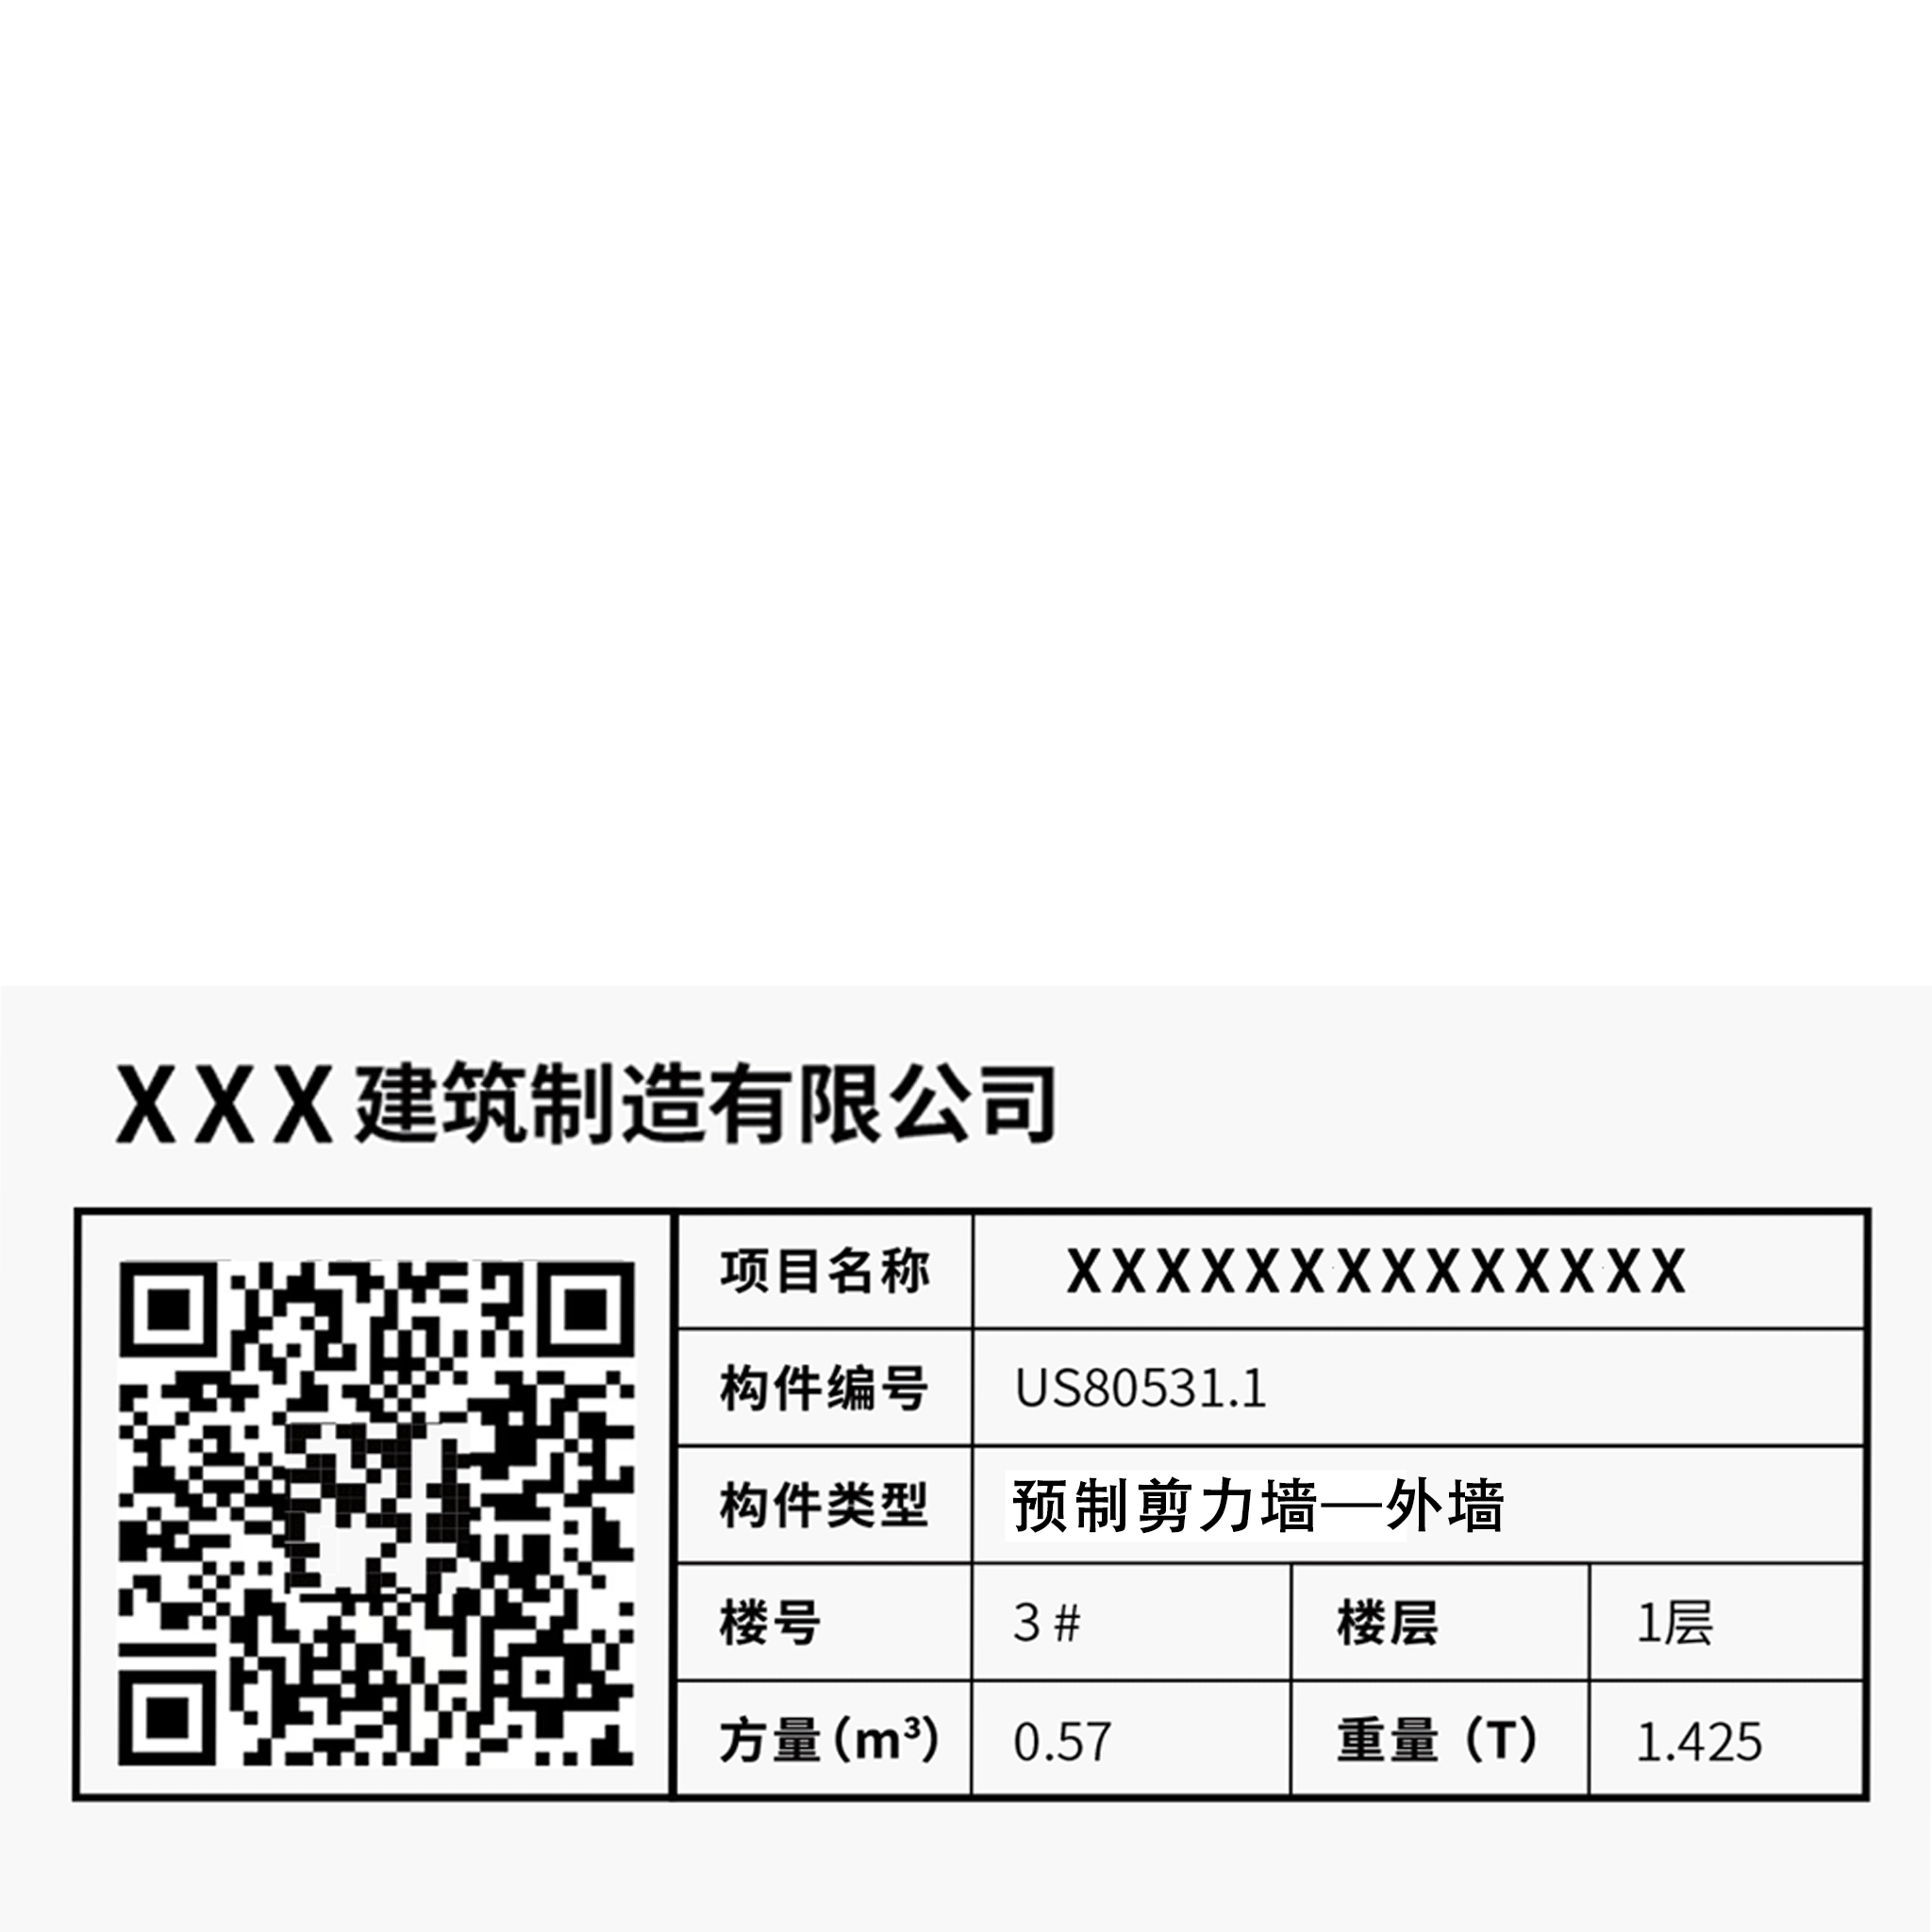 XXX建筑制造有限公司
项目名称 XXXXXXXXXXXXXX
构件编号 US80531.1
构件类型 预制剪力墙—外墙
楼号 3 # 楼层 1层
方量(m³) 0.57 重量 (T) 1.425